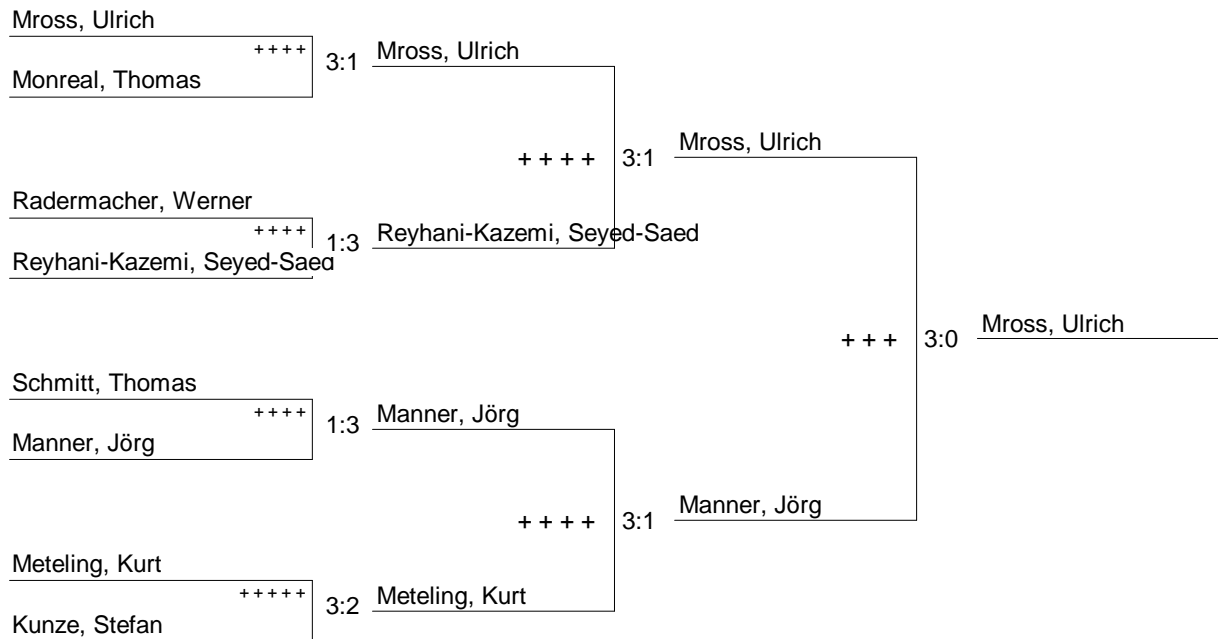 Mross, Ulrich
++++
3:1
Mross, Ulrich
Monreal, Thomas
++++
3:1
Mross, Ulrich
Radermacher, Werner
++++
1:3
Reyhani-Kazemi, Seyed-Saed
Reyhani-Kazemi, Seyed-Saed
+++
3:0
Mross, Ulrich
Schmitt, Thomas
++++
1:3
Manner, Jörg
Manner, Jörg
++++
3:1
Manner, Jörg
Meteling, Kurt
+++++
3:2
Meteling, Kurt
Kunze, Stefan